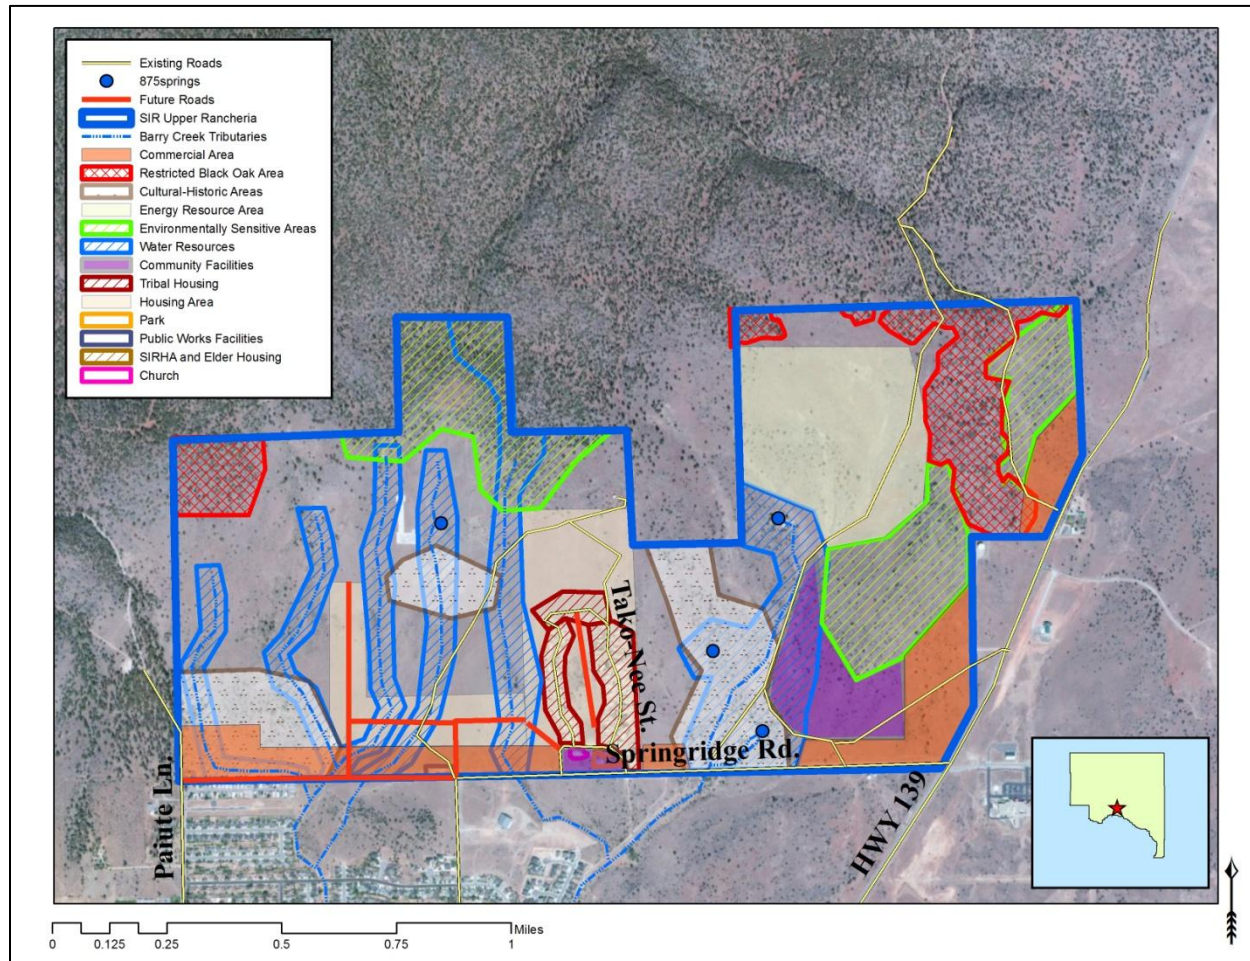 Existing Roads
875springs
Future Roads
SIR Upper Rancheria
Barry Creek Tributaries
Commercial Area
Restricted Black Oak Area
Cultural-Historic Areas
Energy Resource Area
Environmentally Sensitive Areas
Water Resources
Community Facilities
Tribal Housing
Housing Area
Park
Public Works Facilities
SIRHA and Elder Housing
Church
Tako-Nee St.
Springridge Rd.
Paiute Ln.
HWY 139
Miles
0 0.125 0.25 0.5 0.75 1